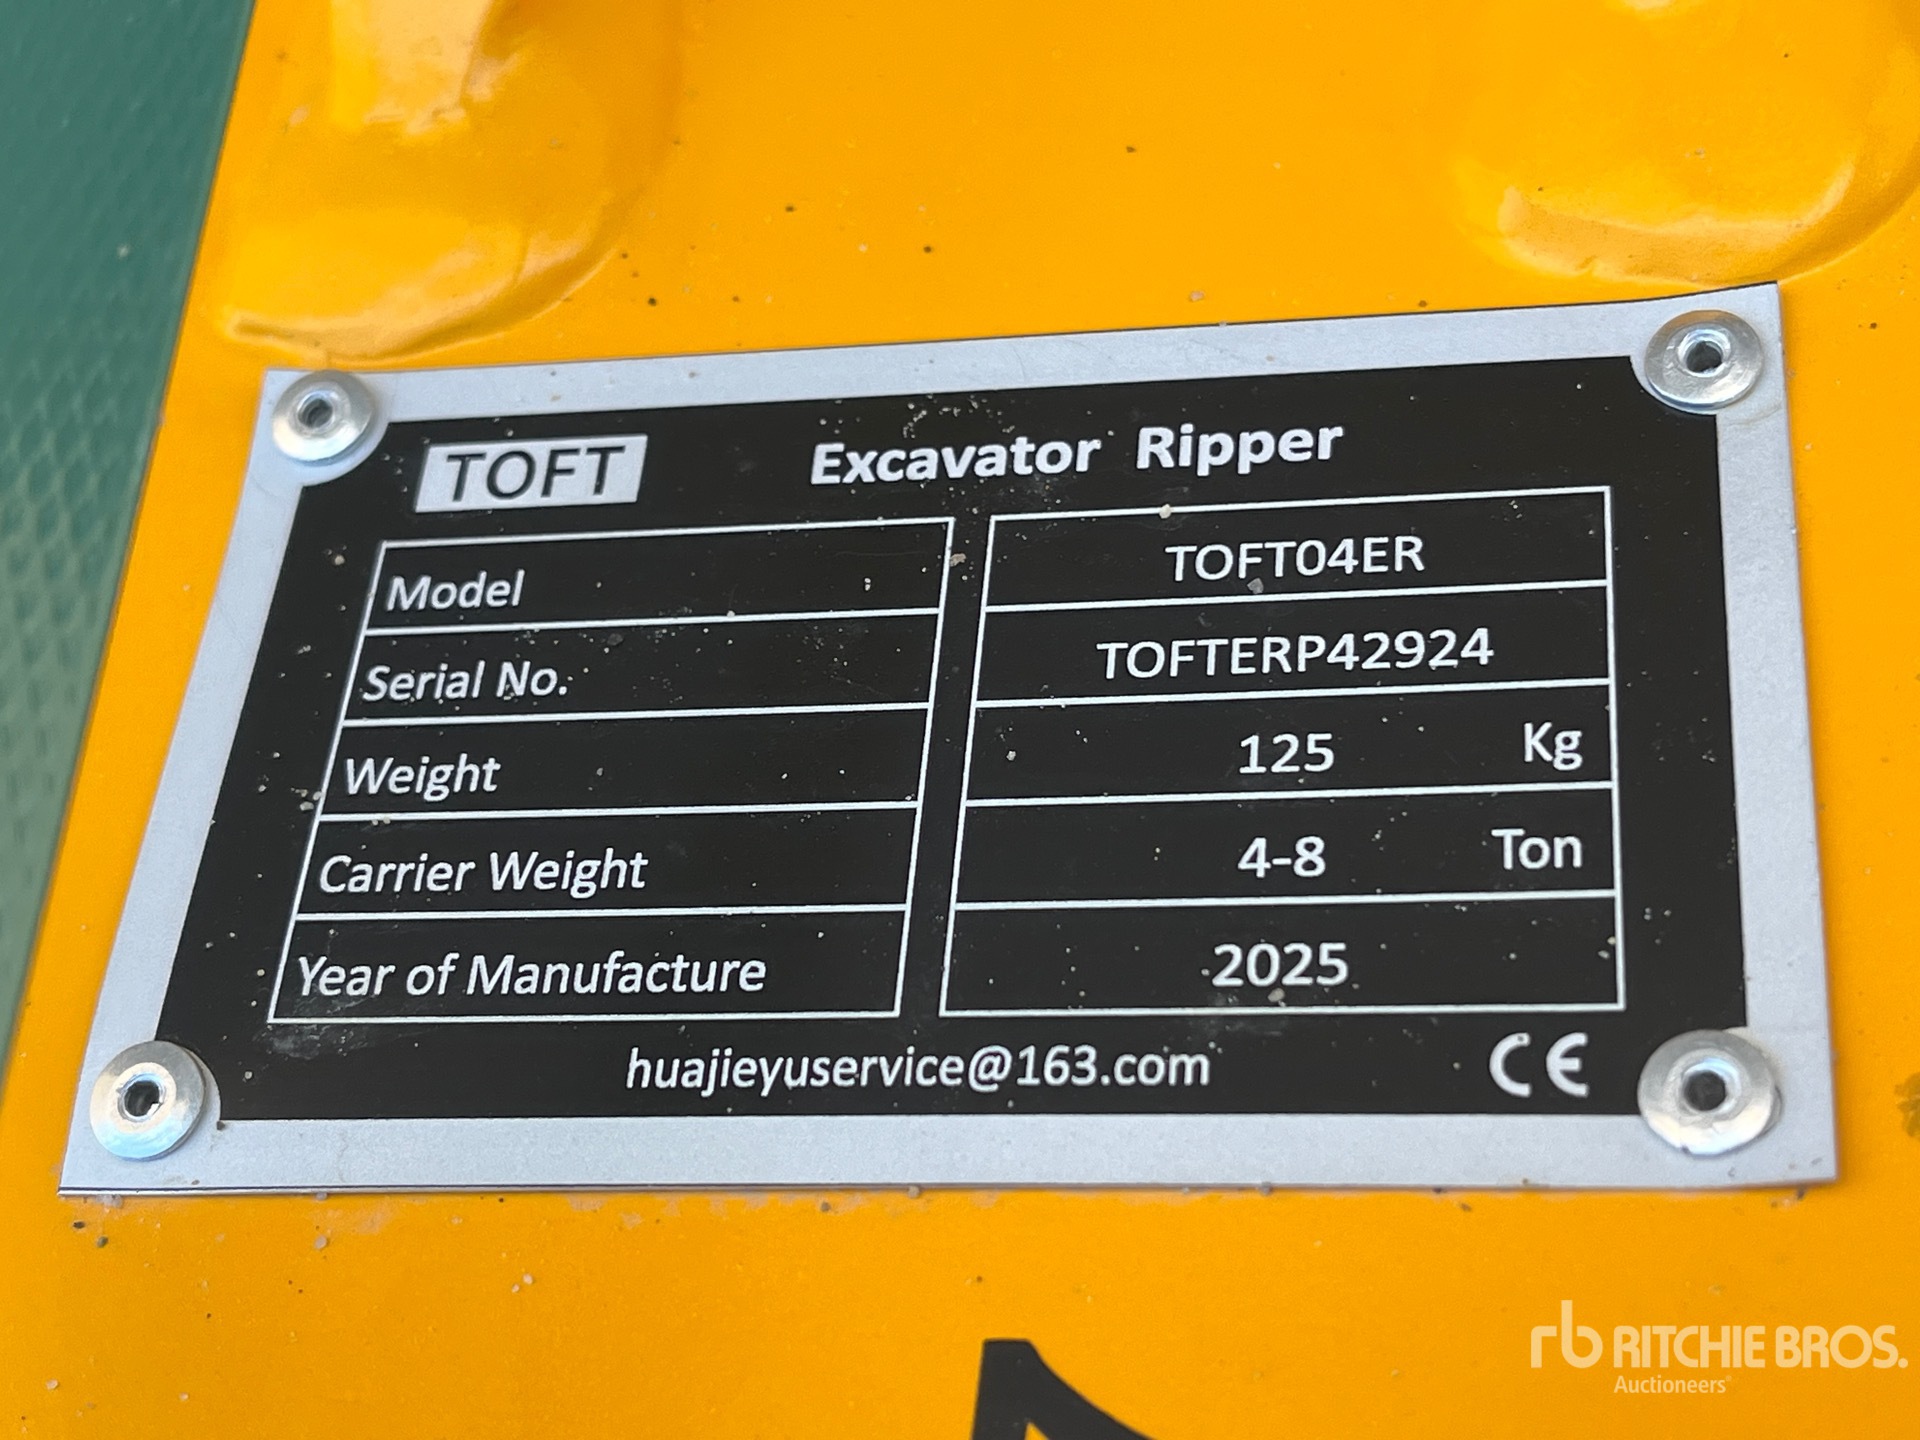 TOFT Excavator Ripper
Model TOFT04ER
Serial No. TOFTERP42924
Weight 125 Kg
Carrier Weight 4-8 Ton
Year of Manufacture 2025
huajieyuservice@163.com CE
rb RITCHIE BROS.
Auctioneers